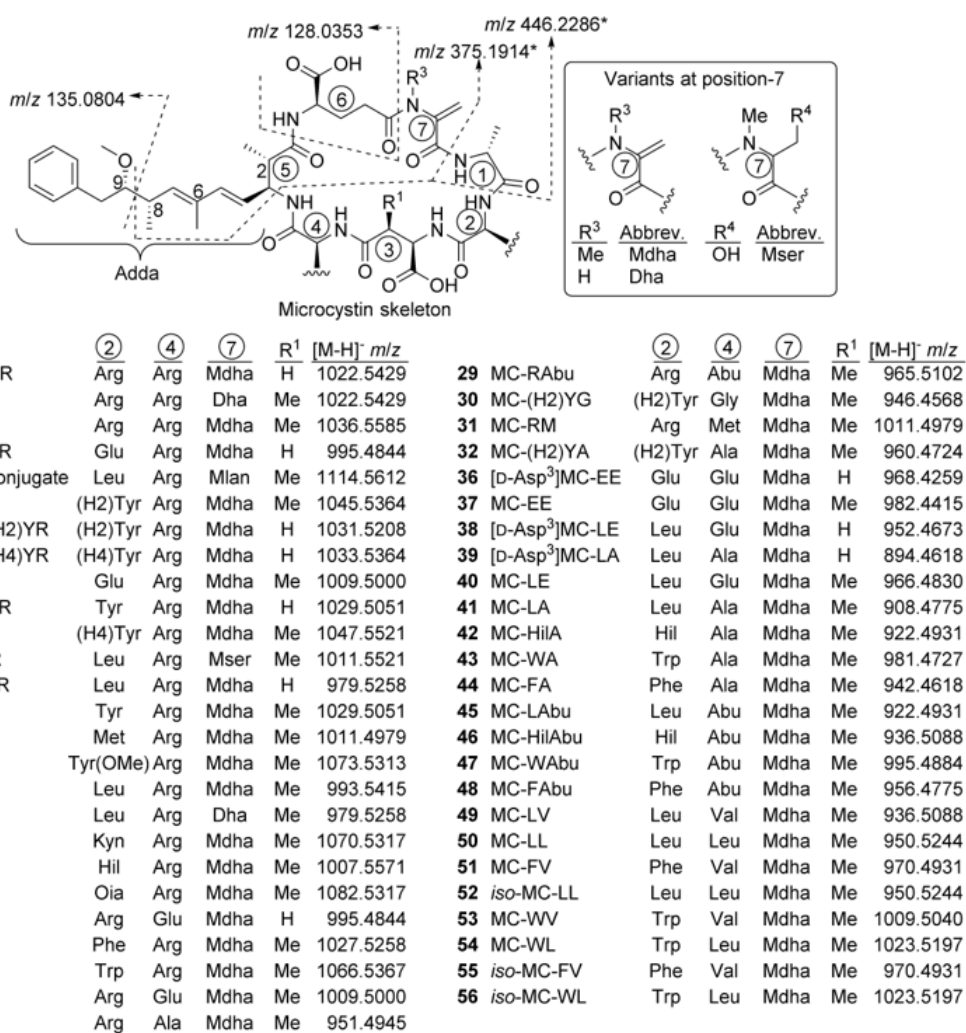 m/z 128.0353
m/z 446.2286*
m/z 375.1914*
m/z 135.0804
O OH R³
6 N
HN O 7
O 2 5 O N H 1 O
9 8 6 NH HN
O 4 H N R¹ H N 2
O 3 O O
O OH
Adda
Microcystin skeleton
Variants at position-7
R³ Me R⁴
N N
7 7
O O
R³ Abbrev. R⁴ Abbrev.
Me Mdha OH Mser
H Dha
2 4 7 R¹ [M-H]⁻ m/z 2 4 7 R¹ [M-H]⁻ m/z
R Arg Arg Mdha H 1022.5429 29 MC-RAbu Arg Abu Mdha Me 965.5102
Arg Arg Dha Me 1022.5429 30 MC-(H2)YG (H2)Tyr Gly Mdha Me 946.4568
Arg Arg Mdha Me 1036.5585 31 MC-RM Arg Met Mdha Me 1011.4979
R Glu Arg Mdha H 995.4844 32 MC-(H2)YA (H2)Tyr Ala Mdha Me 960.4724
onjugate Leu Arg Mlan Me 1114.5612 36 [D-Asp³]MC-EE Glu Glu Mdha H 968.4259
(H2)Tyr Arg Mdha Me 1045.5364 37 MC-EE Glu Glu Mdha Me 982.4415
H2)YR (H2)Tyr Arg Mdha H 1031.5208 38 [D-Asp³]MC-LE Leu Glu Mdha H 952.4673
H4)YR (H4)Tyr Arg Mdha H 1033.5364 39 [D-Asp³]MC-LA Leu Ala Mdha H 894.4618
Glu Arg Mdha Me 1009.5000 40 MC-LE Leu Glu Mdha Me 966.4830
R Tyr Arg Mdha H 1029.5051 41 MC-LA Leu Ala Mdha Me 908.4775
(H4)Tyr Arg Mdha Me 1047.5521 42 MC-HilA Hil Ala Mdha Me 922.4931
R Leu Arg Mser Me 1011.5521 43 MC-WA Trp Ala Mdha Me 981.4727
R Leu Arg Mdha H 979.5258 44 MC-FA Phe Ala Mdha Me 942.4618
Tyr Arg Mdha Me 1029.5051 45 MC-LAbu Leu Abu Mdha Me 922.4931
Met Arg Mdha Me 1011.4979 46 MC-HilAbu Hil Abu Mdha Me 936.5088
Tyr(OMe) Arg Mdha Me 1073.5313 47 MC-WAbu Trp Abu Mdha Me 995.4884
Leu Arg Mdha Me 993.5415 48 MC-FAbu Phe Abu Mdha Me 956.4775
Leu Arg Dha Me 979.5258 49 MC-LV Leu Val Mdha Me 936.5088
Kyn Arg Mdha Me 1070.5317 50 MC-LL Leu Leu Mdha Me 950.5244
Hil Arg Mdha Me 1007.5571 51 MC-FV Phe Val Mdha Me 970.4931
Oia Arg Mdha Me 1082.5317 52 iso-MC-LL Leu Leu Mdha Me 950.5244
Arg Glu Mdha H 995.4844 53 MC-WV Trp Val Mdha Me 1009.5040
Phe Arg Mdha Me 1027.5258 54 MC-WL Trp Leu Mdha Me 1023.5197
Trp Arg Mdha Me 1066.5367 55 iso-MC-FV Phe Val Mdha Me 970.4931
Arg Glu Mdha Me 1009.5000 56 iso-MC-WL Trp Leu Mdha Me 1023.5197
Arg Ala Mdha Me 951.4945